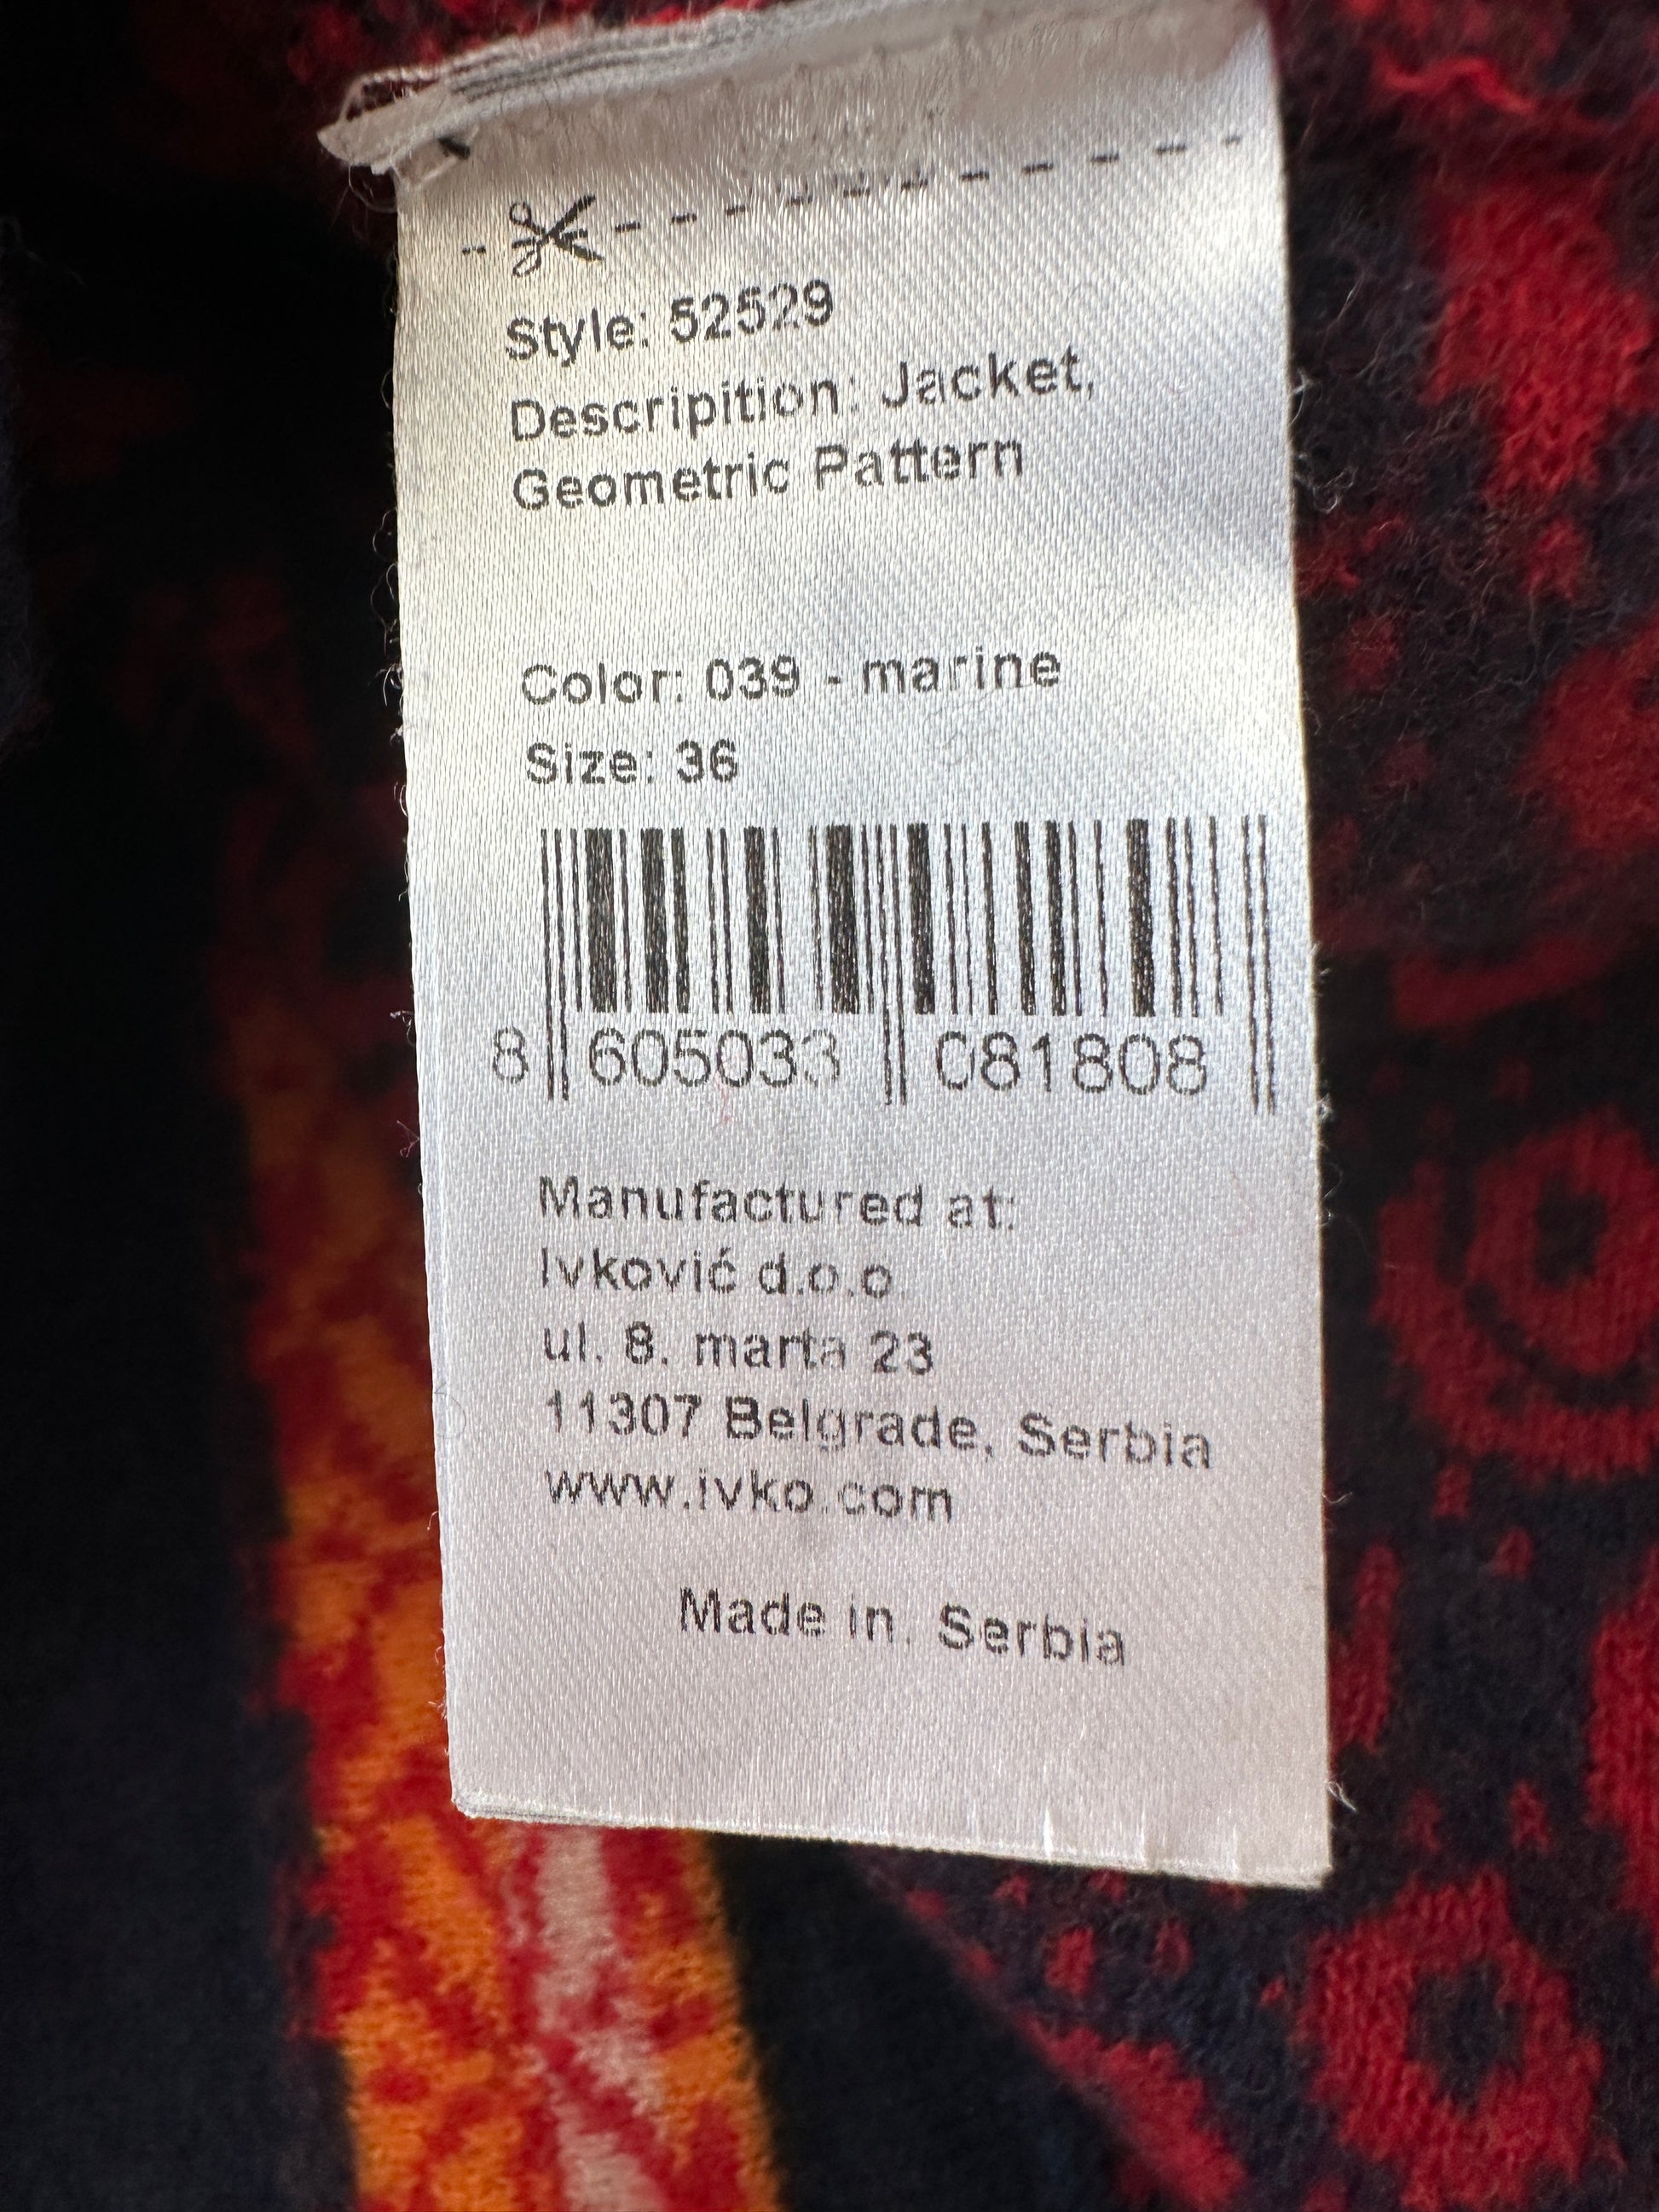 Style: 52529
Descripition: Jacket,
Geometric Pattern
Color: 039 - marine
Size: 36
8 605033 081808
Manufactured at:
Ivković d.o.o.
ul. 8. marta 23
11307 Belgrade, Serbia
www.ivko.com
Made in: Serbia